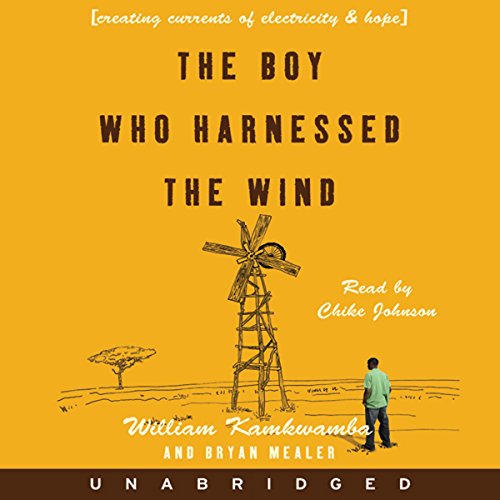 [creating currents of electricity & hope]
THE BOY
WHO HARNESSED
THE WIND
Read by
Chike Johnson
William Kamkwamba
AND BRYAN MEALER
UNABRIDGED